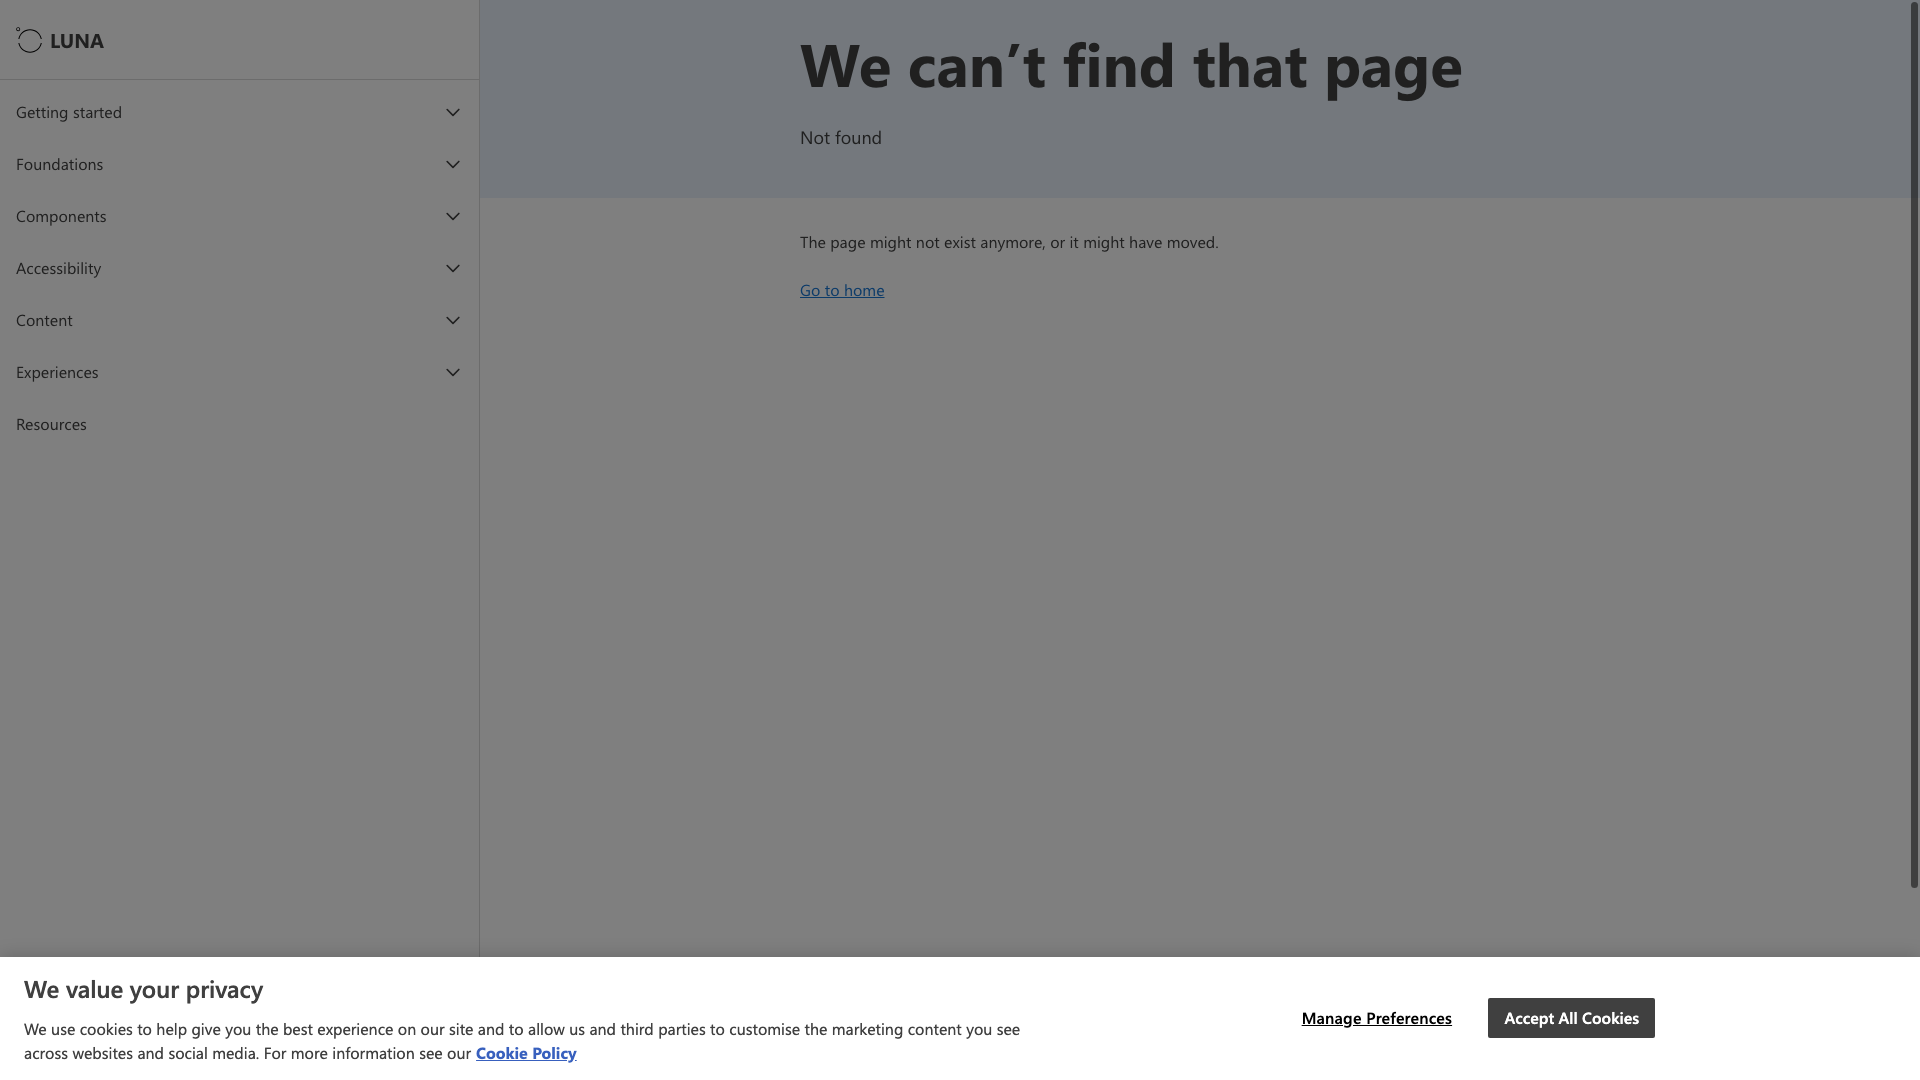 LUNA
Getting started
Foundations
Components
Accessibility
Content
Experiences
Resources
We can’t find that page
Not found
The page might not exist anymore, or it might have moved.
Go to home
We value your privacy
We use cookies to help give you the best experience on our site and to allow us and third parties to customise the marketing content you see
across websites and social media. For more information see our Cookie Policy
Manage Preferences
Accept All Cookies